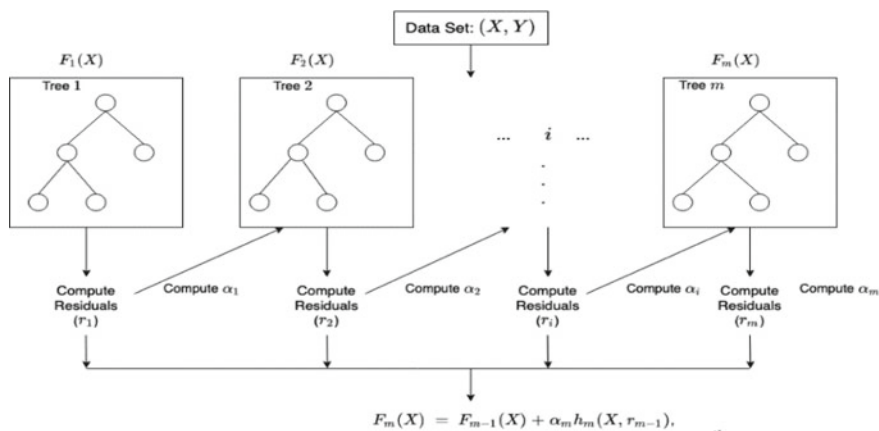 Data Set: (X, Y)
F₁(X)
F₂(X)
Fₘ(X)
Tree 1
Tree 2
Tree m
... i ...
Compute Residuals (r₁)
Compute α₁
Compute Residuals (r₂)
Compute α₂
Compute Residuals (rᵢ)
Compute αᵢ
Compute Residuals (rₘ)
Compute αₘ
Fₘ(X) = Fₘ₋₁(X) + αₘhₘ(X, rₘ₋₁),